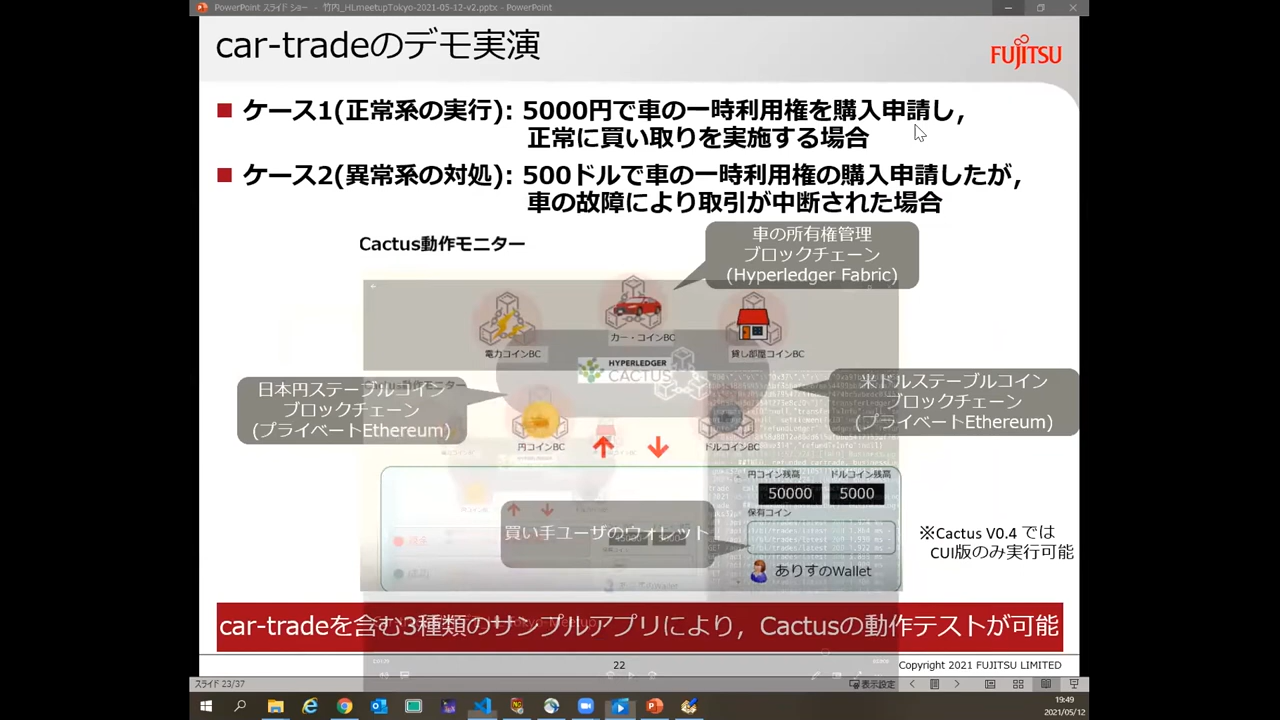 PowerPoint スライド ショー - 竹内_HLmeetupTokyo-2021-05-12-v2.pptx - PowerPoint
car-tradeのデモ実演
FUJITSU
ケース1(正常系の実行): 5000円で車の一時利用権を購入申請し,
正常に買い取りを実施する場合
ケース2(異常系の対処): 500ドルで車の一時利用権の購入申請したが,
車の故障により取引が中断された場合
Cactus動作モニター
車の所有権管理
ブロックチェーン
(Hyperledger Fabric)
電力コインBC
カー・コインBC
貸し部屋コインBC
HYPERLEDGER
CACTUS
日本円ステーブルコイン
ブロックチェーン
(プライベートEthereum)
米ドルステーブルコイン
ブロックチェーン
(プライベートEthereum)
円コインBC
ドルコインBC
円コイン残高
ドルコイン残高
50000
5000
保有コイン
買い手ユーザのウォレット
ありすのWallet
※Cactus V0.4 では
CUI版のみ実行可能
car-tradeを含む3種類のサンプルアプリにより, Cactusの動作テストが可能
22
Copyright 2021 FUJITSU LIMITED
スライド 23/37
表示設定
19:49
2021/05/12